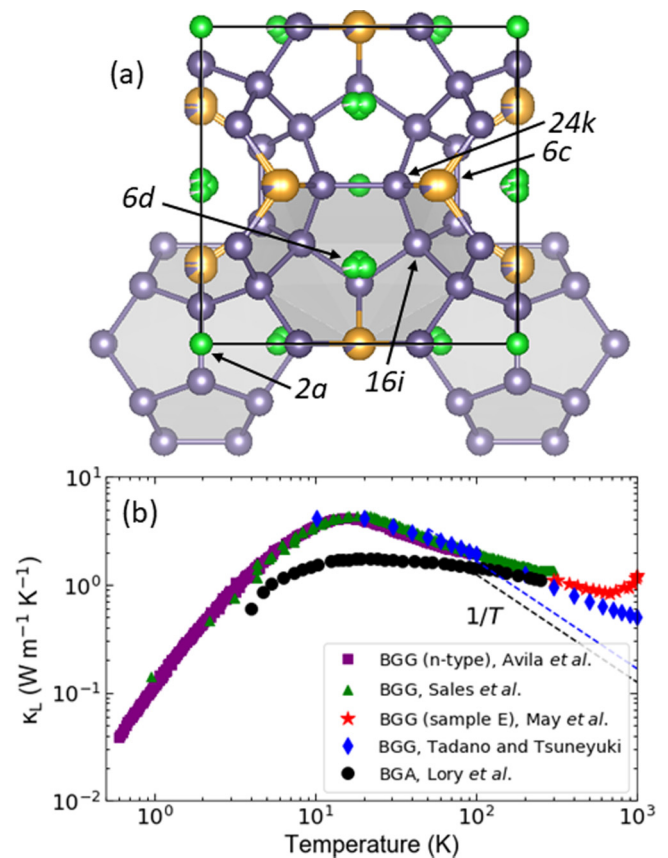 (a)
24k
6c
6d
2a
16i
(b)
10¹
10⁰
10⁻¹
10⁻²
κL (W m⁻¹ K⁻¹)
1/T
BGG (n-type), Avila et al.
BGG, Sales et al.
BGG (sample E), May et al.
BGG, Tadano and Tsuneyuki
BGA, Lory et al.
10⁰ 10¹ 10² 10³
Temperature (K)